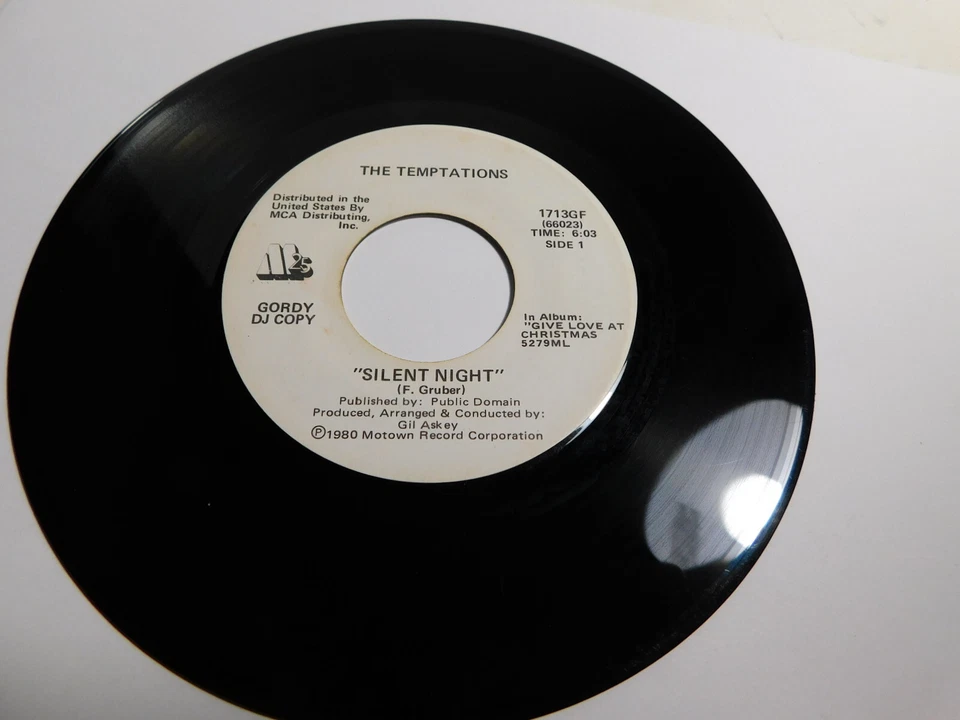 THE TEMPTATIONS
Distributed in the
United States By
MCA Distributing,
Inc.
M25
GORDY
DJ COPY
1713GF
(66023)
TIME: 6:03
SIDE 1
In Album:
"GIVE LOVE AT
CHRISTMAS
5279ML
"SILENT NIGHT"
(F. Gruber)
Published by: Public Domain
Produced, Arranged & Conducted by:
Gil Askey
℗1980 Motown Record Corporation